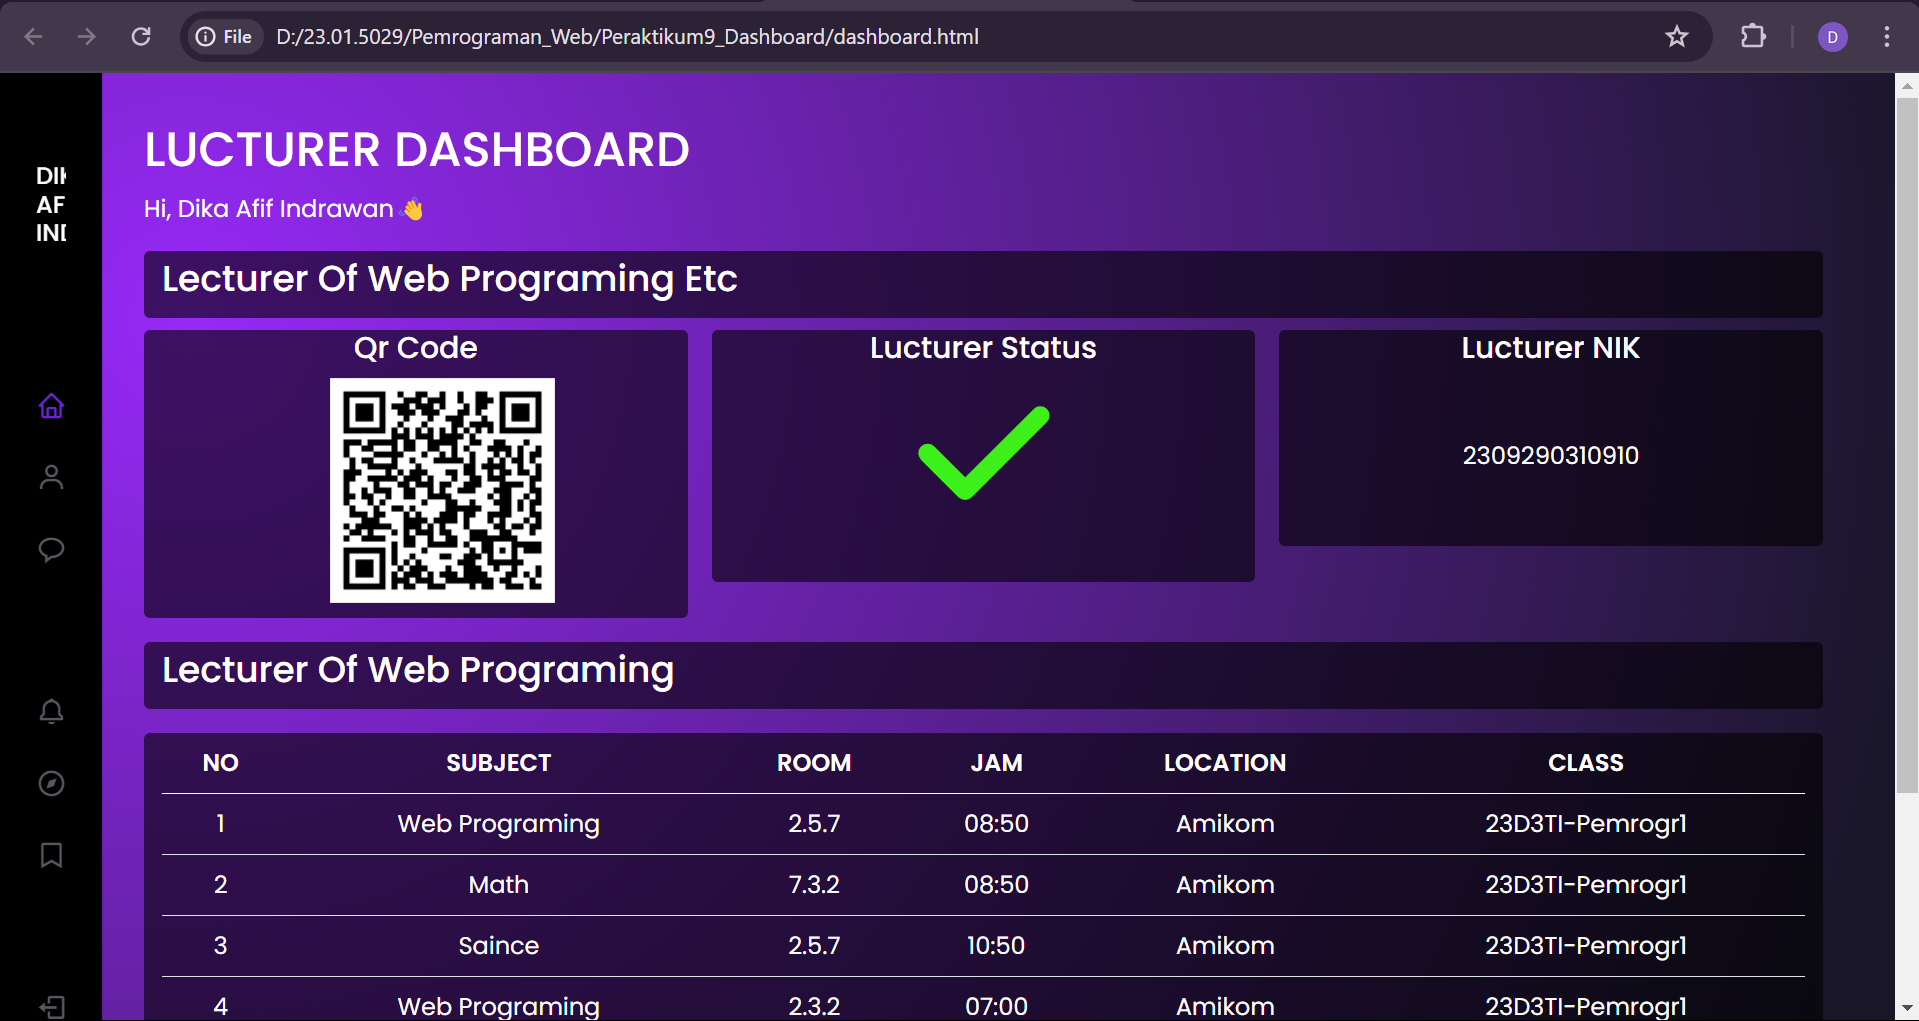 File D:/23.01.5029/Pemrograman_Web/Peraktikum9_Dashboard/dashboard.html D
LUCTURER DASHBOARD
Hi, Dika Afif Indrawan 👋
DIK
AF
IND
Lecturer Of Web Programing Etc
Qr Code
Lucturer Status
Lucturer NIK
2309290310910
Lecturer Of Web Programing
NO SUBJECT ROOM JAM LOCATION CLASS
1 Web Programing 2.5.7 08:50 Amikom 23D3TI-Pemrogr1
2 Math 7.3.2 08:50 Amikom 23D3TI-Pemrogr1
3 Saince 2.5.7 10:50 Amikom 23D3TI-Pemrogr1
4 Web Programing 2.3.2 07:00 Amikom 23D3TI-Pemrogr1